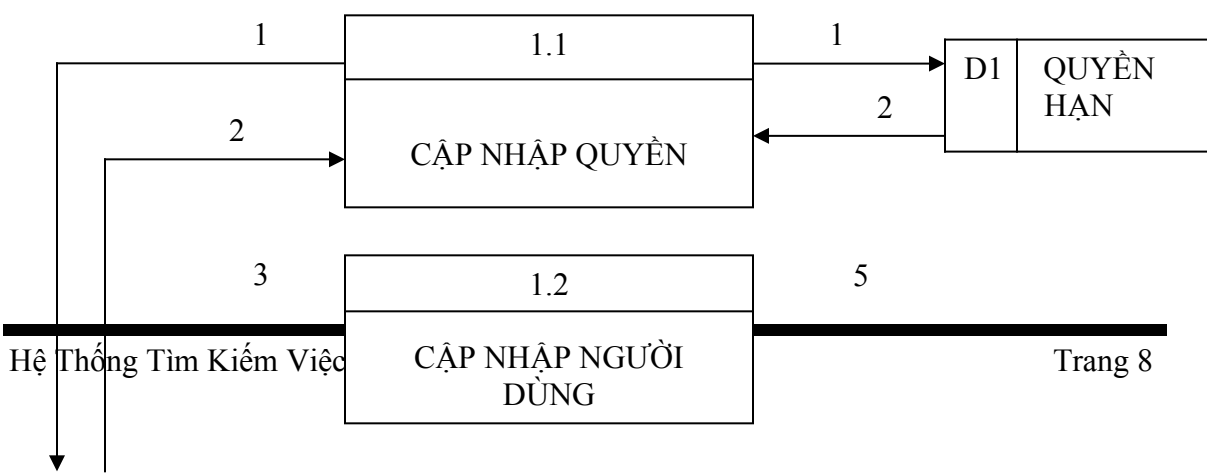 1
1.1
1
D1
QUYỀN
HẠN
2
2
CẬP NHẬP QUYỀN
3
1.2
5
Hệ Thống Tìm Kiếm Việc
CẬP NHẬP NGƯỜI
DÙNG
Trang 8